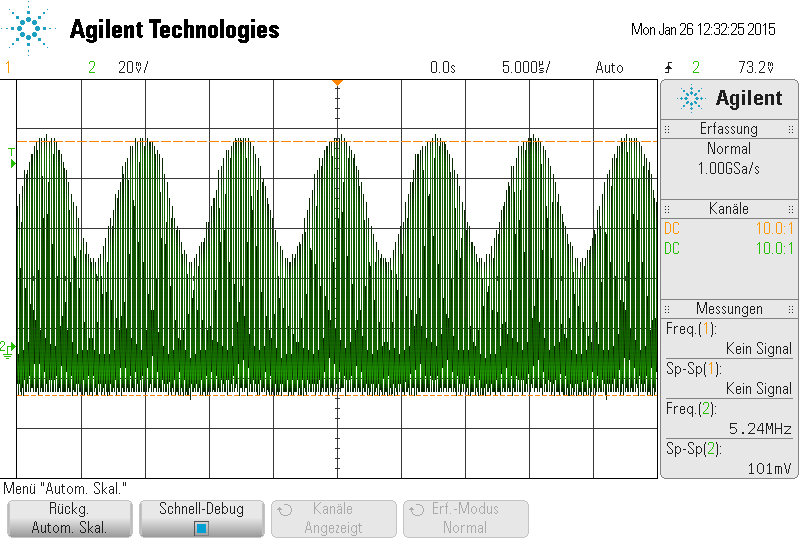 Agilent Technologies
Mon Jan 26 12:32:25 2015
1 2 20V/ 0.0s 5.000μs/ Auto 2 73.2V
Agilent
Erfassung
Normal
1.00GSa/s
Kanäle
DC 10.0:1
DC 10.0:1
Messungen
Freq.(1):
Kein Signal
Sp-Sp(1):
Kein Signal
Freq.(2):
5.24MHz
Sp-Sp(2):
101mV
T
2
Menü "Autom. Skal."
Rückg.
Autom. Skal.
Schnell-Debug
Kanäle
Angezeigt
Erf.-Modus
Normal